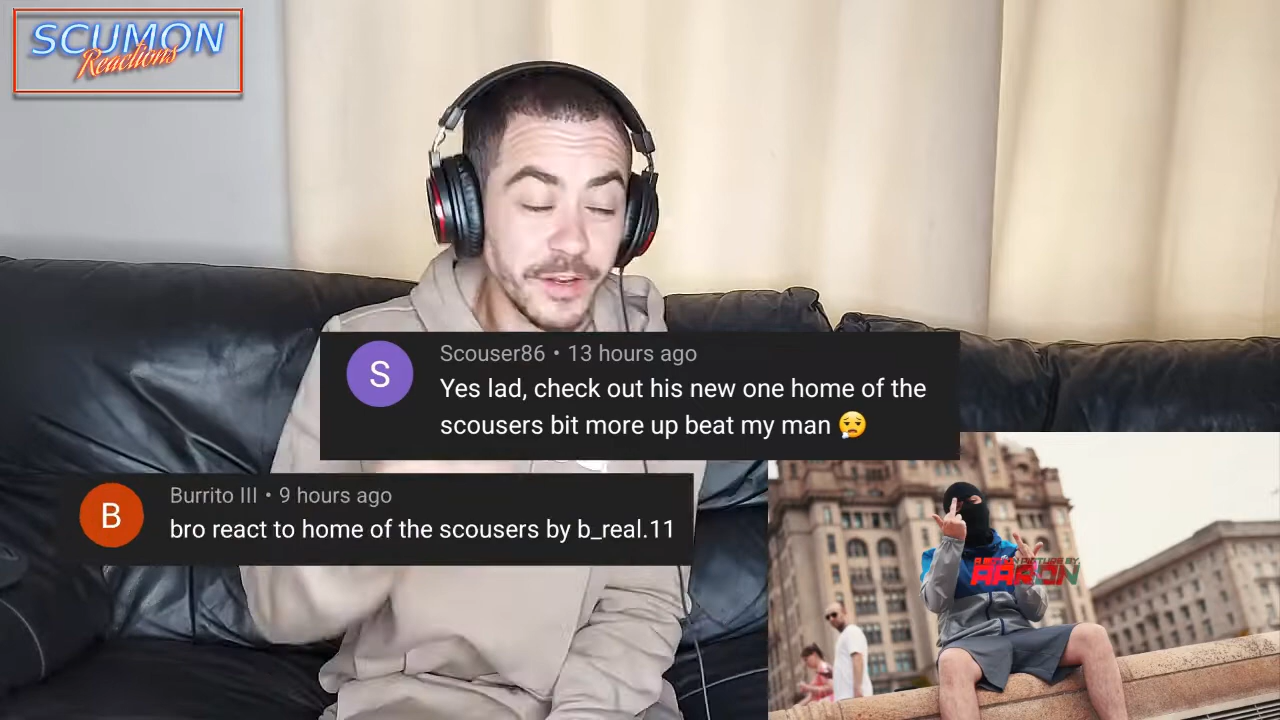 SCUMON
Reactions
Scouser86 • 13 hours ago
S
Yes lad, check out his new one home of the
scousers bit more up beat my man 😮‍💨
Burrito III • 9 hours ago
B
bro react to home of the scousers by b_real.11
AARON